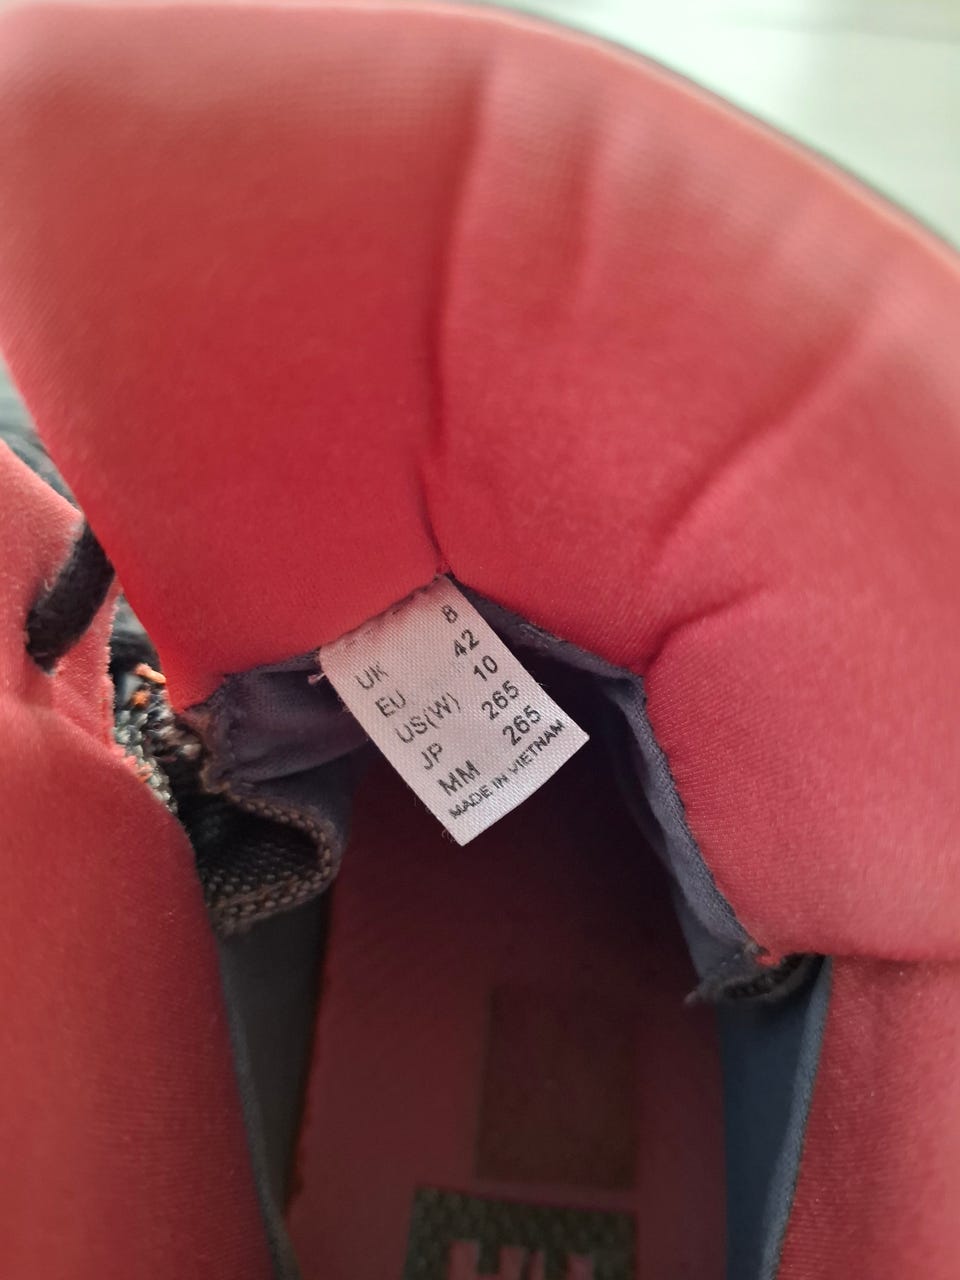 UK 8
EU 42
US(W) 10
JP 265
MM 265
MADE IN VIETNAM